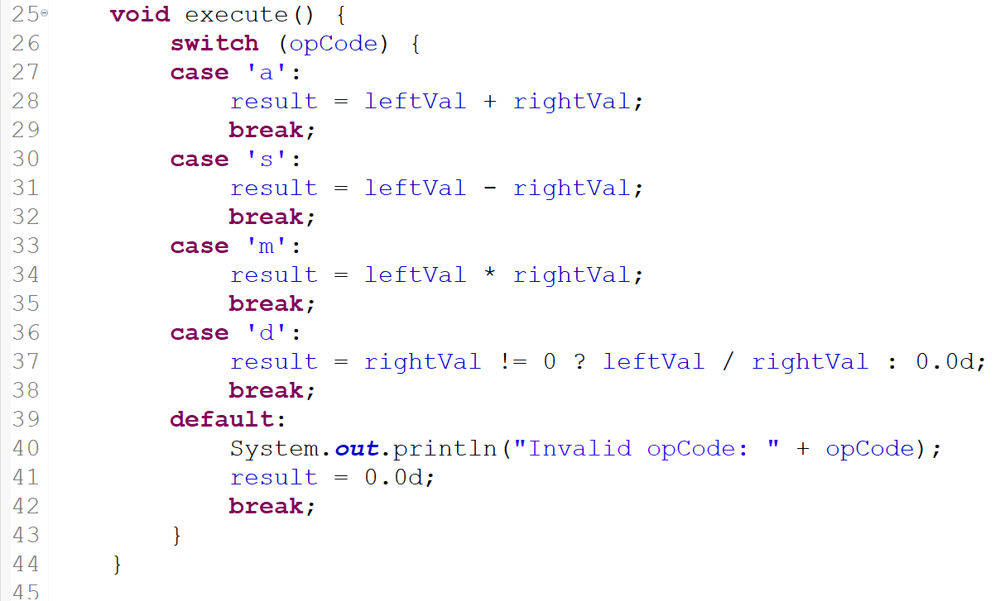 25 void execute() {
26 switch (opCode) {
27 case 'a':
28 result = leftVal + rightVal;
29 break;
30 case 's':
31 result = leftVal - rightVal;
32 break;
33 case 'm':
34 result = leftVal * rightVal;
35 break;
36 case 'd':
37 result = rightVal != 0 ? leftVal / rightVal : 0.0d;
38 break;
39 default:
40 System.out.println("Invalid opCode: " + opCode);
41 result = 0.0d;
42 break;
43 }
44 }
45